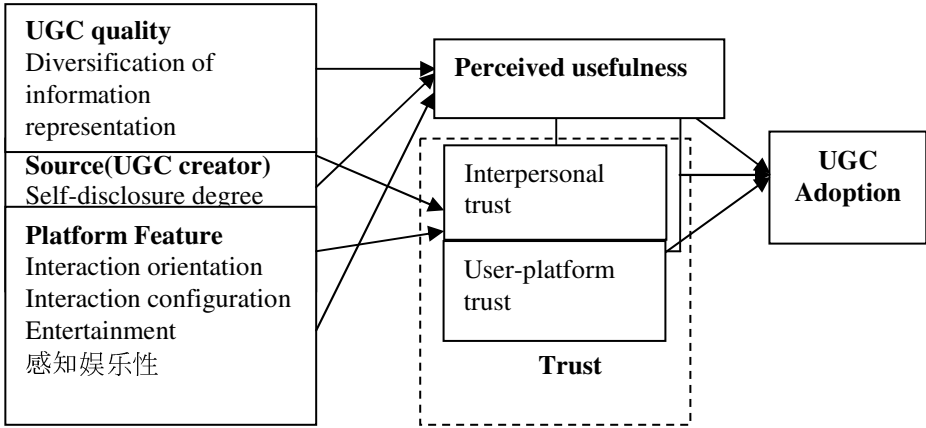 UGC quality
Diversification of
information
representation
Source(UGC creator)
Self-disclosure degree
Platform Feature
Interaction orientation
Interaction configuration
Entertainment
感知娱乐性
Perceived usefulness
Interpersonal
trust
User-platform
trust
Trust
UGC
Adoption